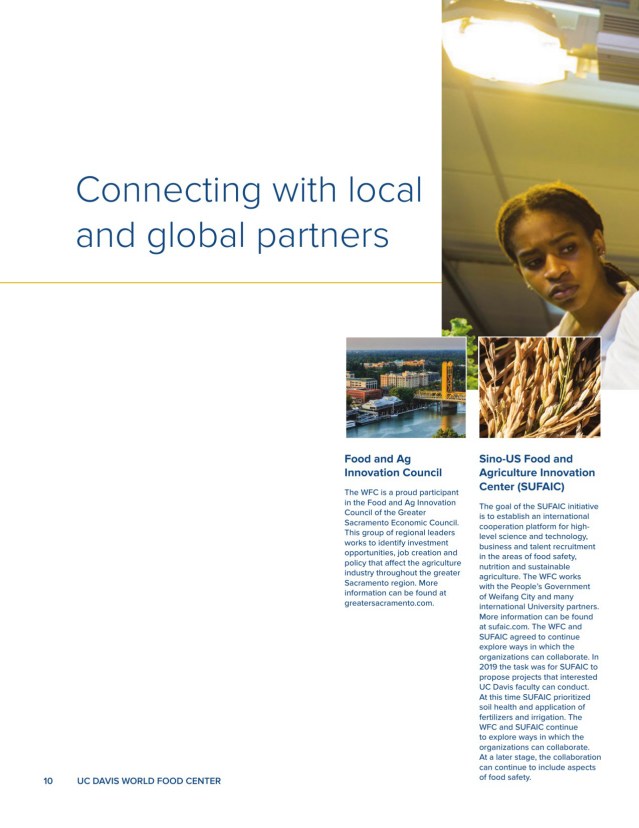 Connecting with local
and global partners
Food and Ag
Innovation Council
The WFC is a proud participant
in the Food and Ag Innovation
Council of the Greater
Sacramento Economic Council.
This group of regional leaders
works to identify investment
opportunities, job creation and
policy that affect the agriculture
industry throughout the greater
Sacramento region. More
information can be found at
greatersacramento.com.
Sino-US Food and
Agriculture Innovation
Center (SUFAIC)
The goal of the SUFAIC initiative
is to establish an international
cooperation platform for high-
level science and technology,
business and talent recruitment
in the areas of food safety,
nutrition and sustainable
agriculture. The WFC works
with the People’s Government
of Weifang City and many
international University partners.
More information can be found
at sufaic.com. The WFC and
SUFAIC agreed to continue
explore ways in which the
organizations can collaborate. In
2019 the task was for SUFAIC to
propose projects that interested
UC Davis faculty can conduct.
At this time SUFAIC prioritized
soil health and application of
fertilizers and irrigation. The
WFC and SUFAIC continue
to explore ways in which the
organizations can collaborate.
At a later stage, the collaboration
can continue to include aspects
of food safety.
10 UC DAVIS WORLD FOOD CENTER